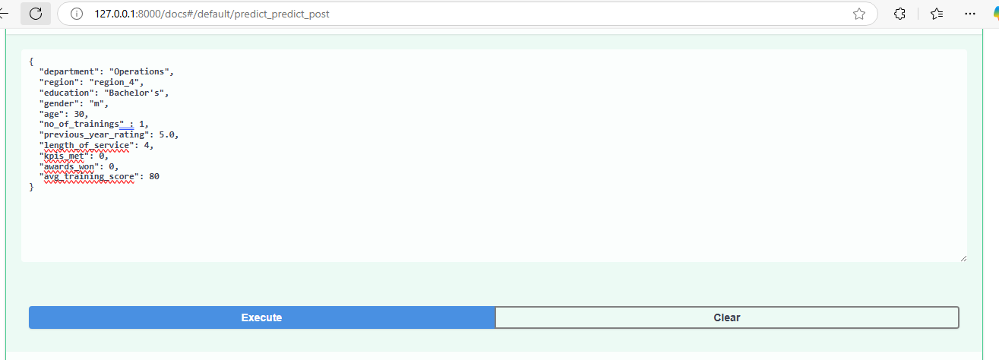 127.0.0.1:8000/docs#/default/predict_predict_post
{
"department": "Operations",
"region": "region_4",
"education": "Bachelor's",
"gender": "m",
"age": 30,
"no_of_trainings" : 1,
"previous_year_rating": 5.0,
"length_of_service": 4,
"kpis_met": 0,
"awards_won": 0,
"avg_training_score": 80
}
Execute Clear